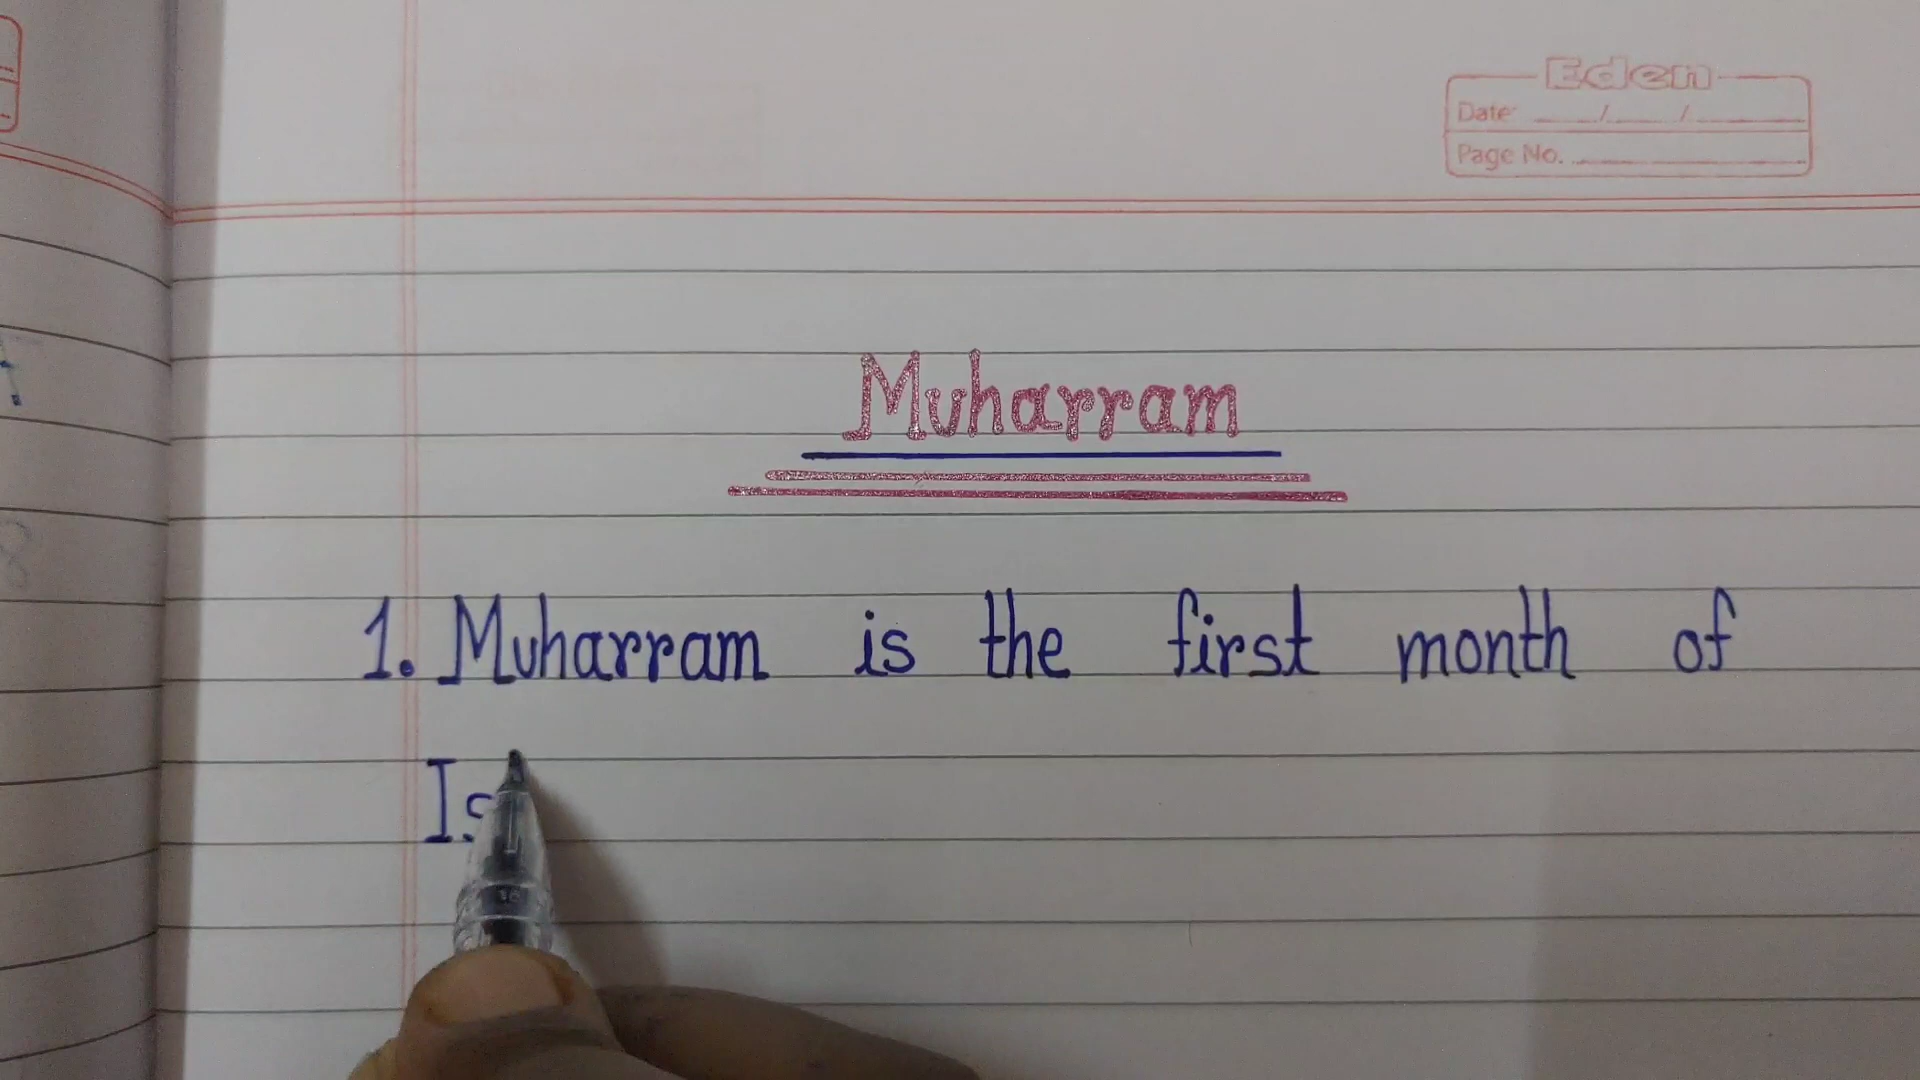 Eden
Date ..../..../......
Page No. ..............
Muharram
1. Muharram is the first month of
Is